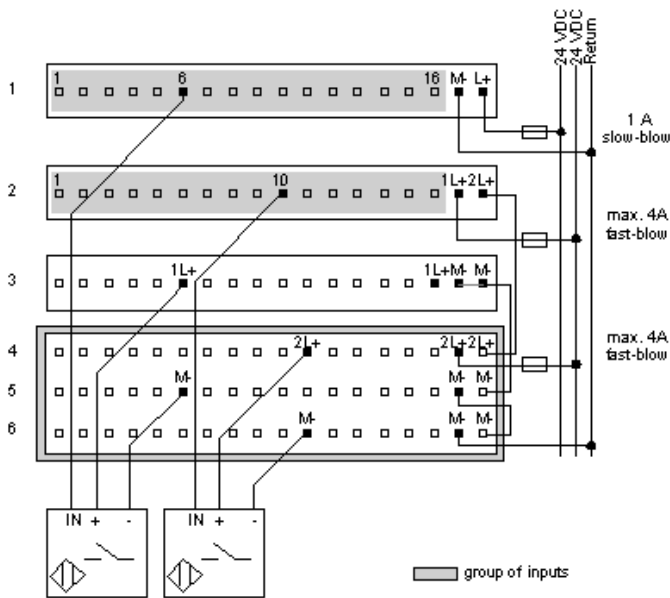 24 VDC
24 VDC
Return
1 1 6 16 M- L+
1 A
slow-blow
2 1 10 1L+ 2L+
max. 4A
fast-blow
3 1L+ 1L+ M- M-
4 2L+ 2L+ 2L+
max. 4A
fast-blow
5 M- M- M-
6 M- M- M-
IN + -
IN + -
group of inputs